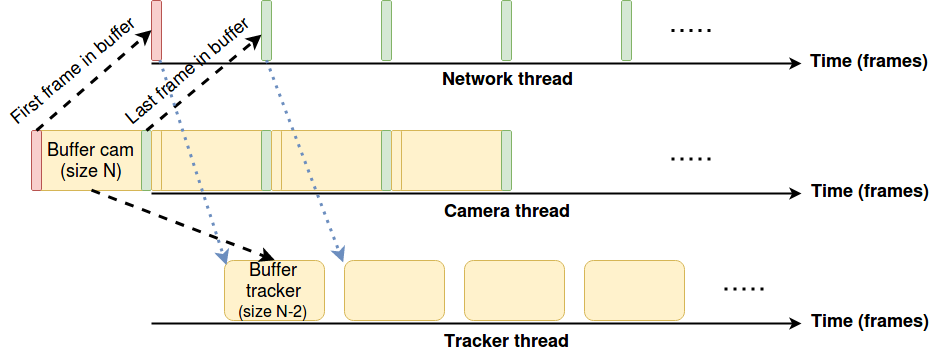 First frame in buffer
Last frame in buffer
.....
Time (frames)
Network thread
Buffer cam
(size N)
.....
Time (frames)
Camera thread
Buffer
tracker
(size N-2)
.....
Time (frames)
Tracker thread